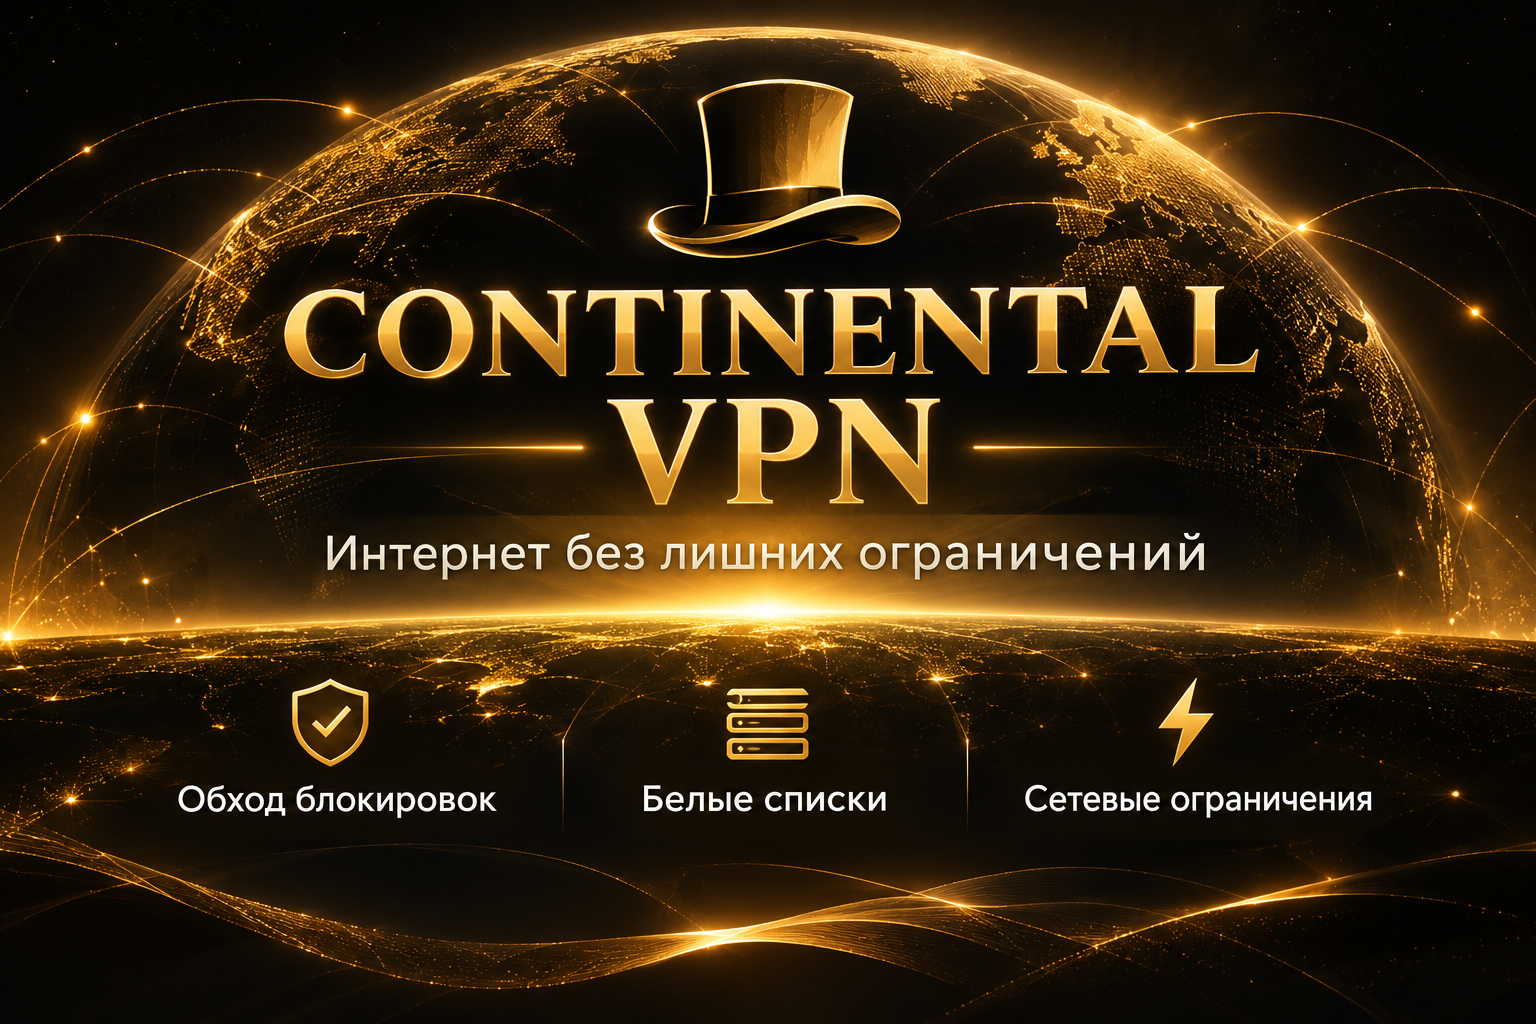 CONTINENTAL
VPN
Интернет без лишних ограничений
Обход блокировок
Белые списки
Сетевые ограничения